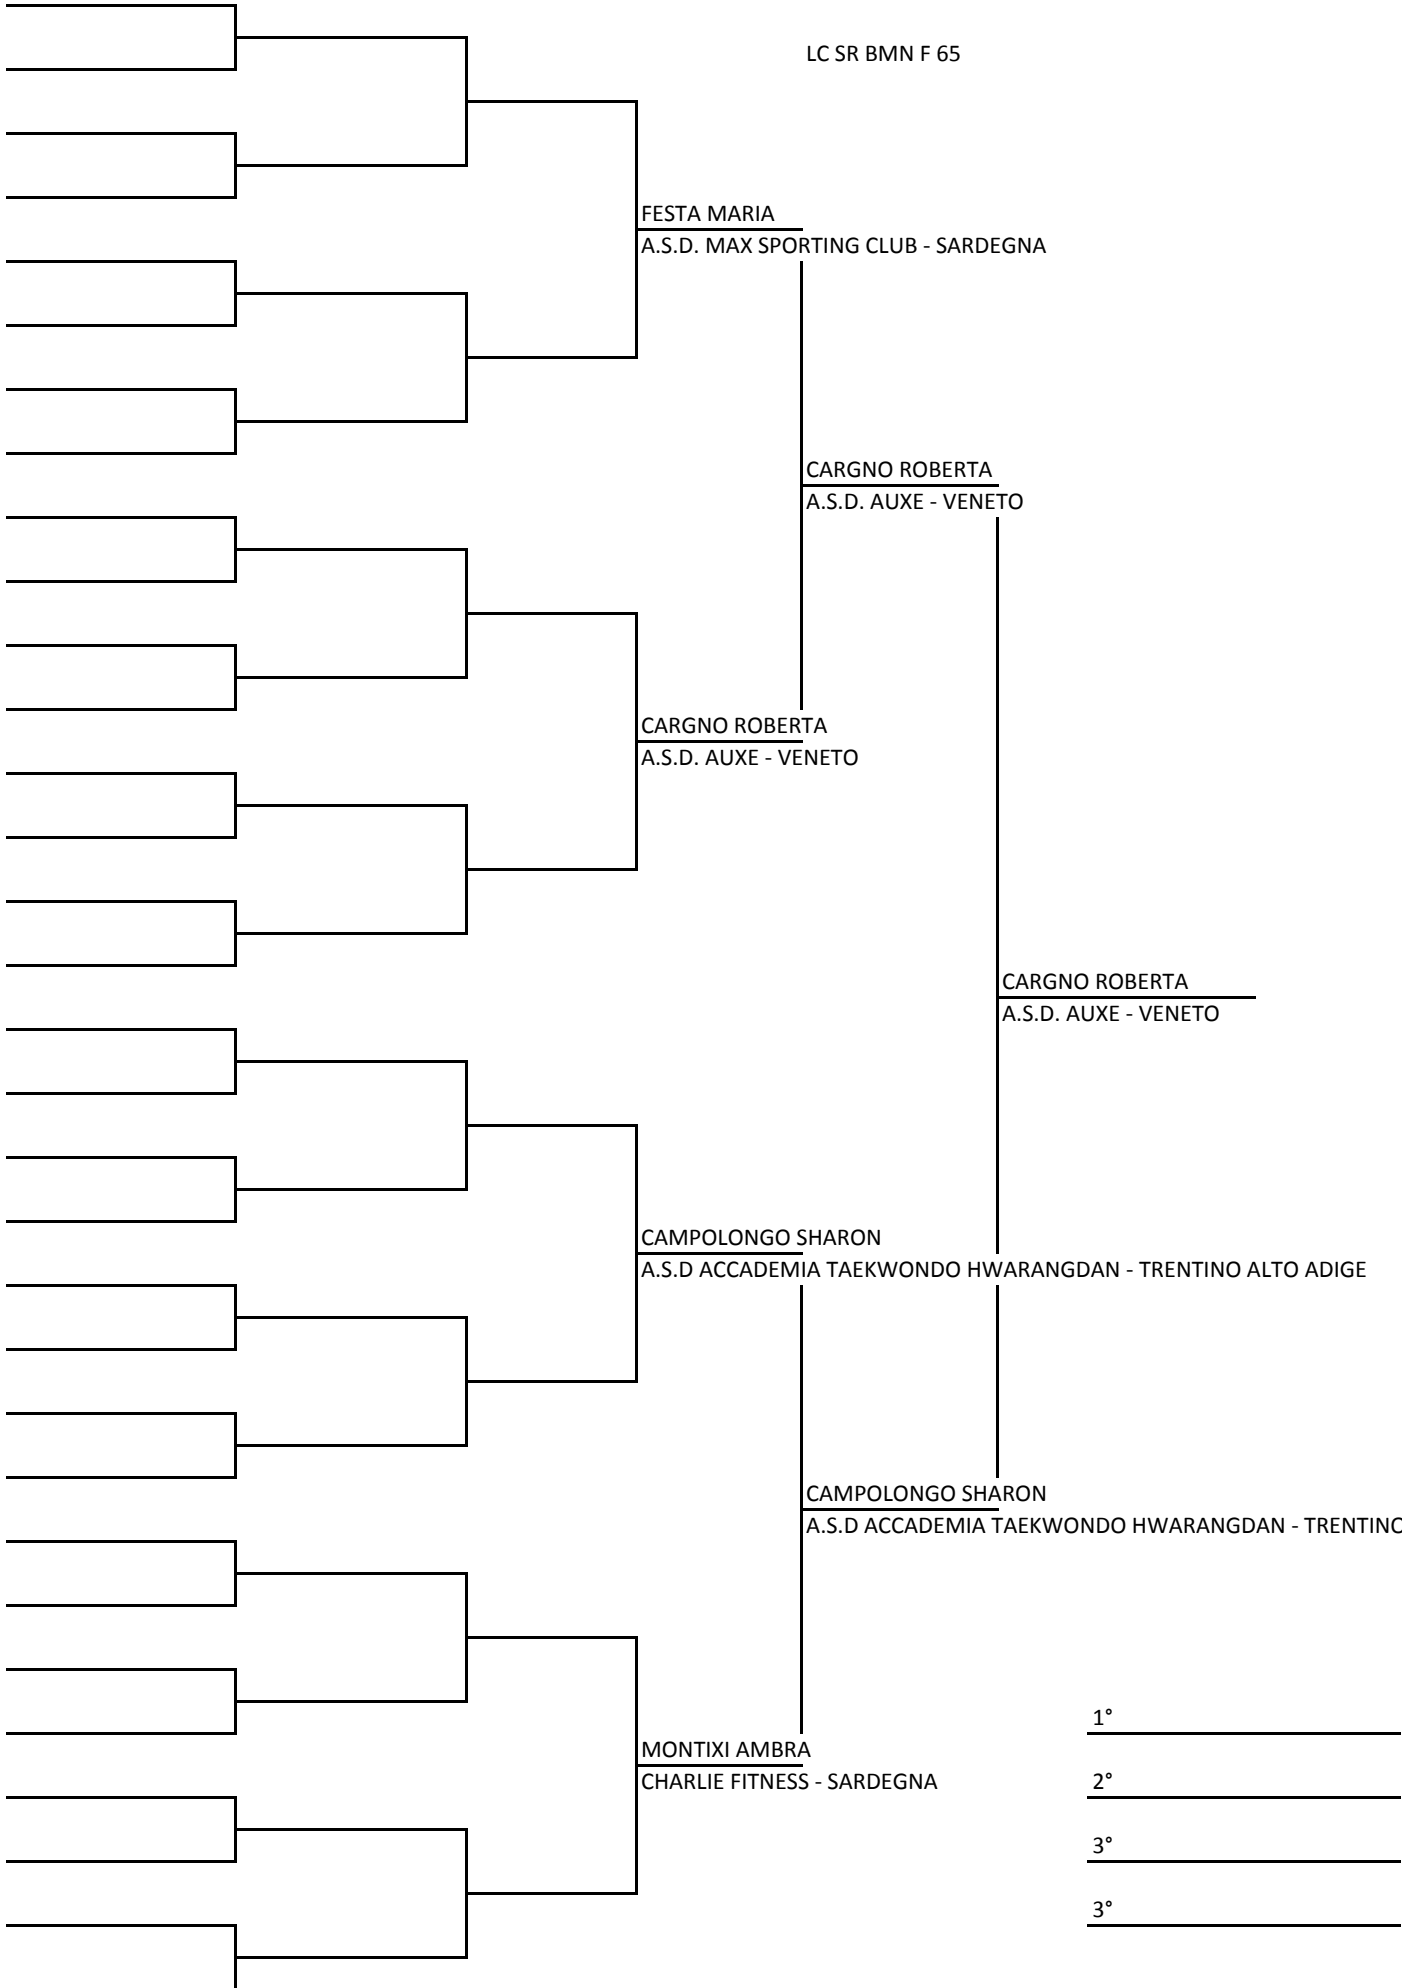 LC SR BMN F 65
FESTA MARIA
A.S.D. MAX SPORTING CLUB - SARDEGNA
CARGNO ROBERTA
A.S.D. AUXE - VENETO
CARGNO ROBERTA
A.S.D. AUXE - VENETO
CARGNO ROBERTA
A.S.D. AUXE - VENETO
CAMPOLONGO SHARON
A.S.D ACCADEMIA TAEKWONDO HWARANGDAN - TRENTINO ALTO ADIGE
CAMPOLONGO SHARON
A.S.D ACCADEMIA TAEKWONDO HWARANGDAN - TRENTINO
1°
MONTIXI AMBRA
CHARLIE FITNESS - SARDEGNA
2°
3°
3°